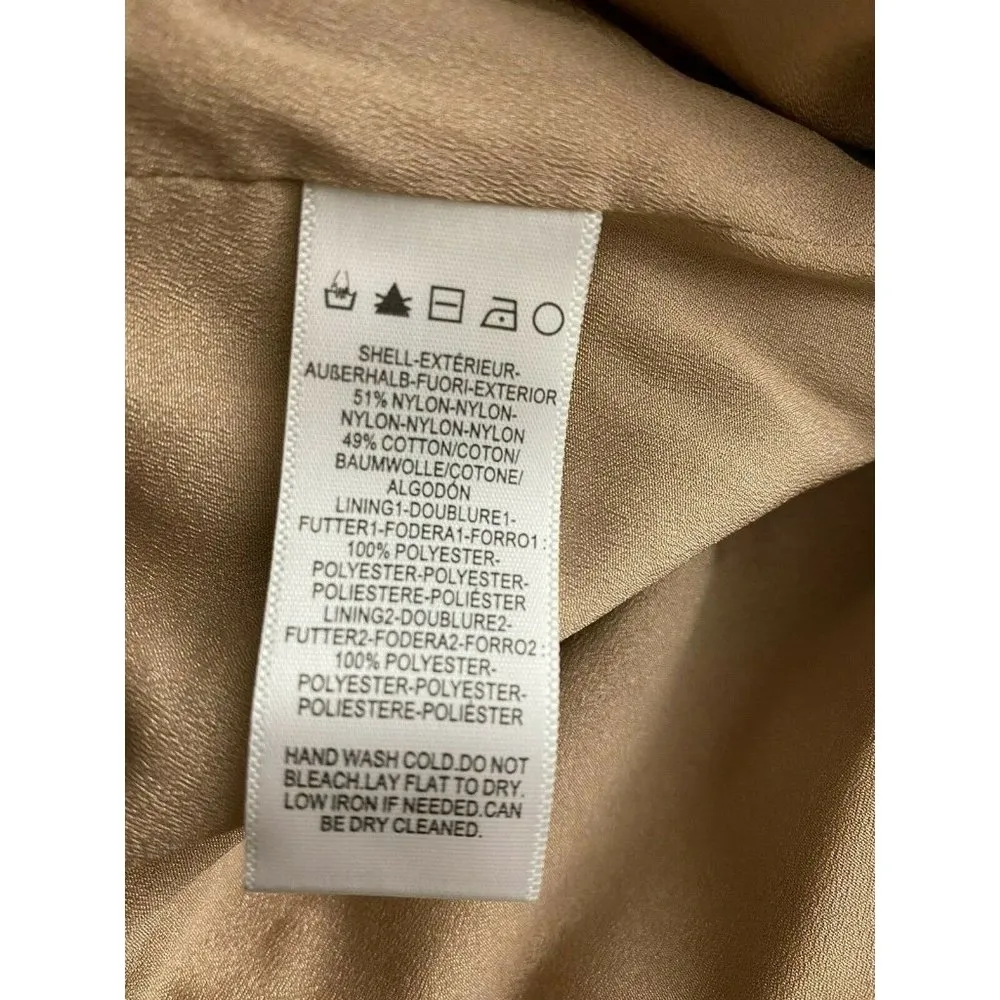 SHELL-EXTÉRIEUR-
AUßERHALB-FUORI-EXTERIOR
51% NYLON-NYLON-
NYLON-NYLON-NYLON
49% COTTON/COTON/
BAUMWOLLE/COTONE/
ALGODÓN
LINING1-DOUBLURE1-
FUTTER1-FODERA1-FORRO1 :
100% POLYESTER-
POLYESTER-POLYESTER-
POLIESTERE-POLIÉSTER
LINING2-DOUBLURE2-
FUTTER2-FODERA2-FORRO2 :
100% POLYESTER-
POLYESTER-POLYESTER-
POLIESTERE-POLIÉSTER
HAND WASH COLD.DO NOT
BLEACH.LAY FLAT TO DRY.
LOW IRON IF NEEDED.CAN
BE DRY CLEANED.